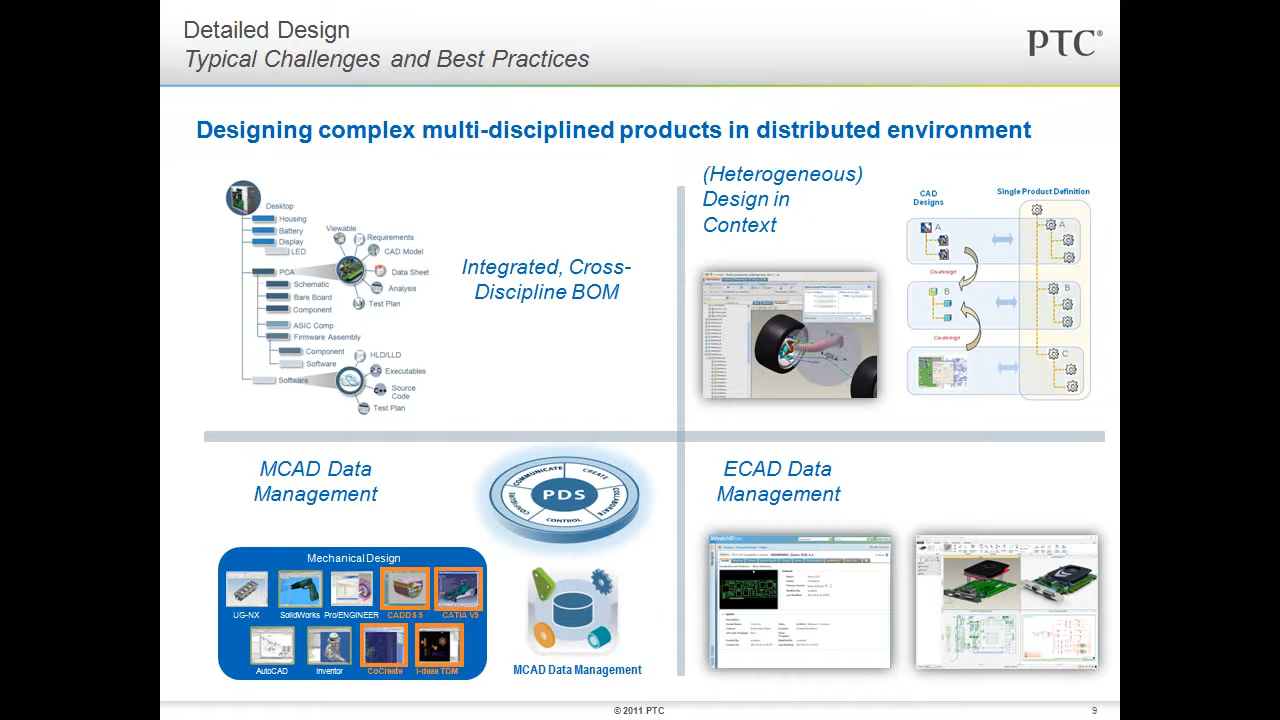 Detailed Design
Typical Challenges and Best Practices
PTC®
Designing complex multi-disciplined products in distributed environment
Desktop
Housing
Battery
Display
LED
PCA
Schematic
Bare Board
Component
ASIC Comp
Firmware Assembly
Component
Software
Software
Viewable
Requirements
CAD Model
Data Sheet
Analysis
Test Plan
HLD/LLD
Executables
Source
Code
Test Plan
Integrated, Cross-
Discipline BOM
(Heterogeneous)
Design in
Context
CAD
Designs
Single Product Definition
A
A
Co-design
B
B
Co-design
C
MCAD Data
Management
COMMUNICATE
CREATE
COLLABORATE
CONTROL
CONFIGURE
PDS
Mechanical Design
UG-NX
SolidWorks
Pro/ENGINEER
CADDS 5
CATIA V5
AutoCAD
Inventor
CoCreate
I-deas TDM
MCAD Data Management
ECAD Data
Management
Windchill
© 2011 PTC
9